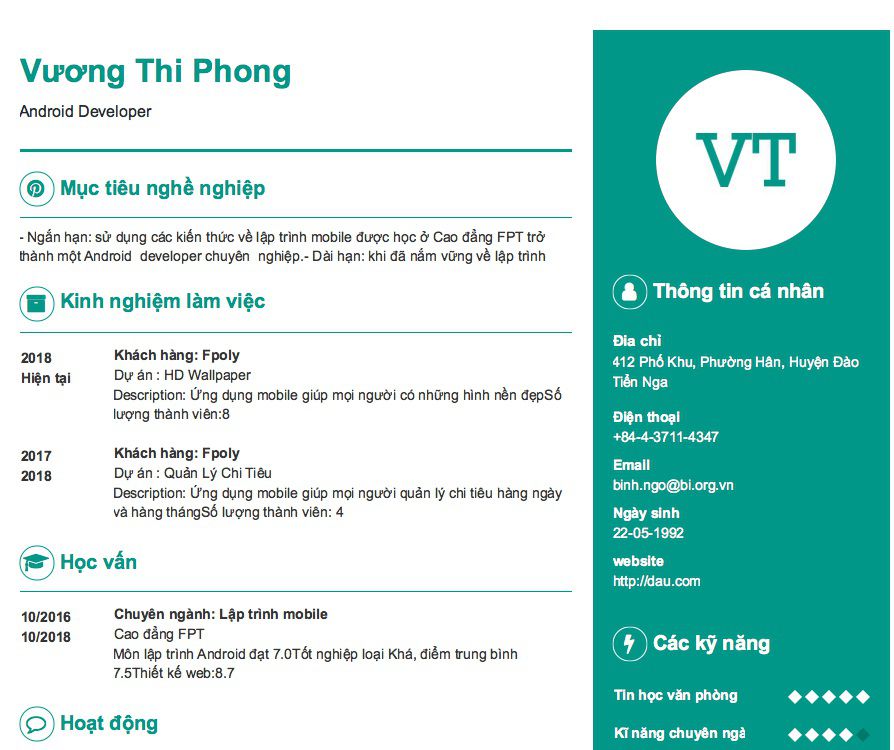 Vương Thi Phong
Android Developer
Mục tiêu nghề nghiệp
- Ngắn hạn: sử dụng các kiến thức về lập trình mobile được học ở Cao đẳng FPT trở
thành một Android developer chuyên nghiệp.- Dài hạn: khi đã nắm vững về lập trình
Kinh nghiệm làm việc
2018
Hiện tại
Khách hàng: Fpoly
Dự án : HD Wallpaper
Description: Ứng dụng mobile giúp mọi người có những hình nền đẹpSố
lượng thành viên:8
2017
2018
Khách hàng: Fpoly
Dự án : Quản Lý Chi Tiêu
Description: Ứng dụng mobile giúp mọi người quản lý chi tiêu hàng ngày
và hàng thángSố lượng thành viên: 4
Học vấn
10/2016
10/2018
Chuyên ngành: Lập trình mobile
Cao đẳng FPT
Môn lập trình Android đạt 7.0Tốt nghiệp loại Khá, điểm trung bình
7.5Thiết kế web:8.7
Hoạt động
VT
Thông tin cá nhân
Đia chỉ
412 Phố Khu, Phường Hân, Huyện Đào
Tiển Nga
Điện thoại
+84-4-3711-4347
Email
binh.ngo@bi.org.vn
Ngày sinh
22-05-1992
website
http://dau.com
Các kỹ năng
Tin học văn phòng
Kĩ năng chuyên ngà